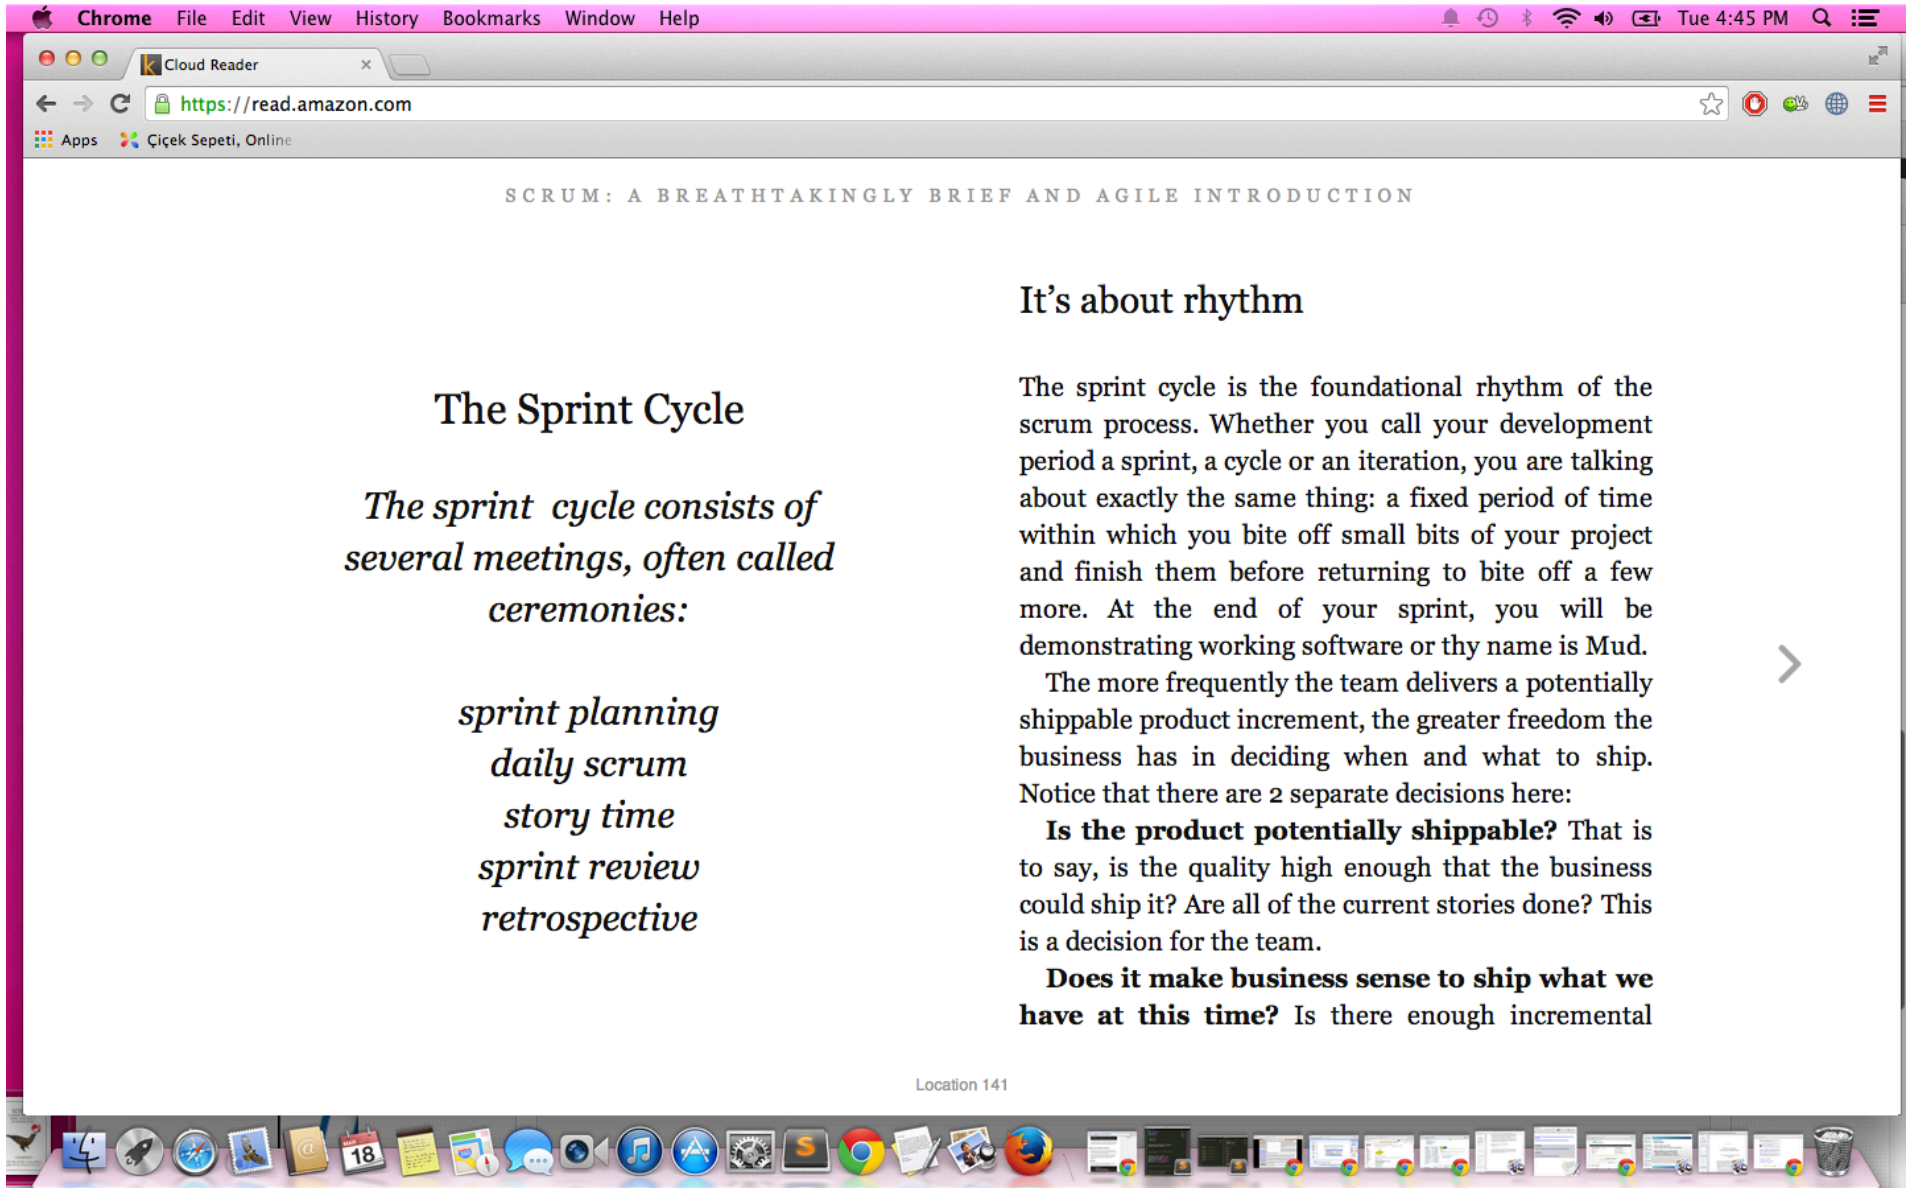 Chrome File Edit View History Bookmarks Window Help Tue 4:45 PM
Cloud Reader
https://read.amazon.com
Apps Çiçek Sepeti, Online
SCRUM: A BREATHTAKINGLY BRIEF AND AGILE INTRODUCTION
The Sprint Cycle
The sprint cycle consists of
several meetings, often called
ceremonies:
sprint planning
daily scrum
story time
sprint review
retrospective
It's about rhythm
The sprint cycle is the foundational rhythm of the
scrum process. Whether you call your development
period a sprint, a cycle or an iteration, you are talking
about exactly the same thing: a fixed period of time
within which you bite off small bits of your project
and finish them before returning to bite off a few
more. At the end of your sprint, you will be
demonstrating working software or thy name is Mud.
The more frequently the team delivers a potentially
shippable product increment, the greater freedom the
business has in deciding when and what to ship.
Notice that there are 2 separate decisions here:
Is the product potentially shippable? That is
to say, is the quality high enough that the business
could ship it? Are all of the current stories done? This
is a decision for the team.
Does it make business sense to ship what we
have at this time? Is there enough incremental
Location 141
MAR
18